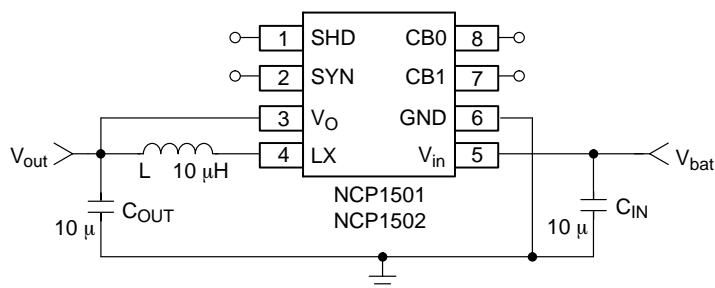 1 SHD CB0 8
2 SYN CB1 7
3 VO GND 6
Vout L 10 μH 4 LX Vin 5 Vbat
NCP1501
NCP1502
COUT CIN
10 μ 10 μ